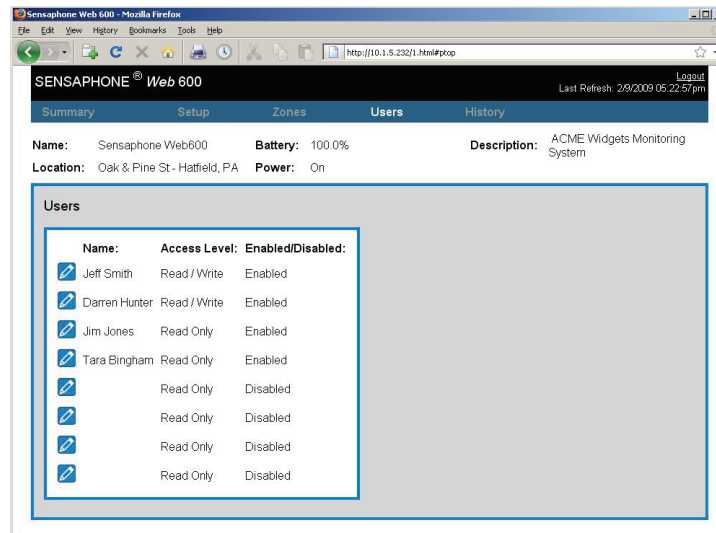 Sensaphone Web 600 - Mozilla Firefox
File Edit View History Bookmarks Tools Help
http://10.1.5.232/1.html#ptop
SENSAPHONE ® Web 600
Logout
Last Refresh: 2/9/2009 05:22:57pm
Summary Setup Zones Users History
Name: Sensaphone Web600 Battery: 100.0% Description: ACME Widgets Monitoring System
Location: Oak & Pine St - Hatfield, PA Power: On
Users
Name: Access Level: Enabled/Disabled:
Jeff Smith Read / Write Enabled
Darren Hunter Read / Write Enabled
Jim Jones Read Only Enabled
Tara Bingham Read Only Enabled
Read Only Disabled
Read Only Disabled
Read Only Disabled
Read Only Disabled